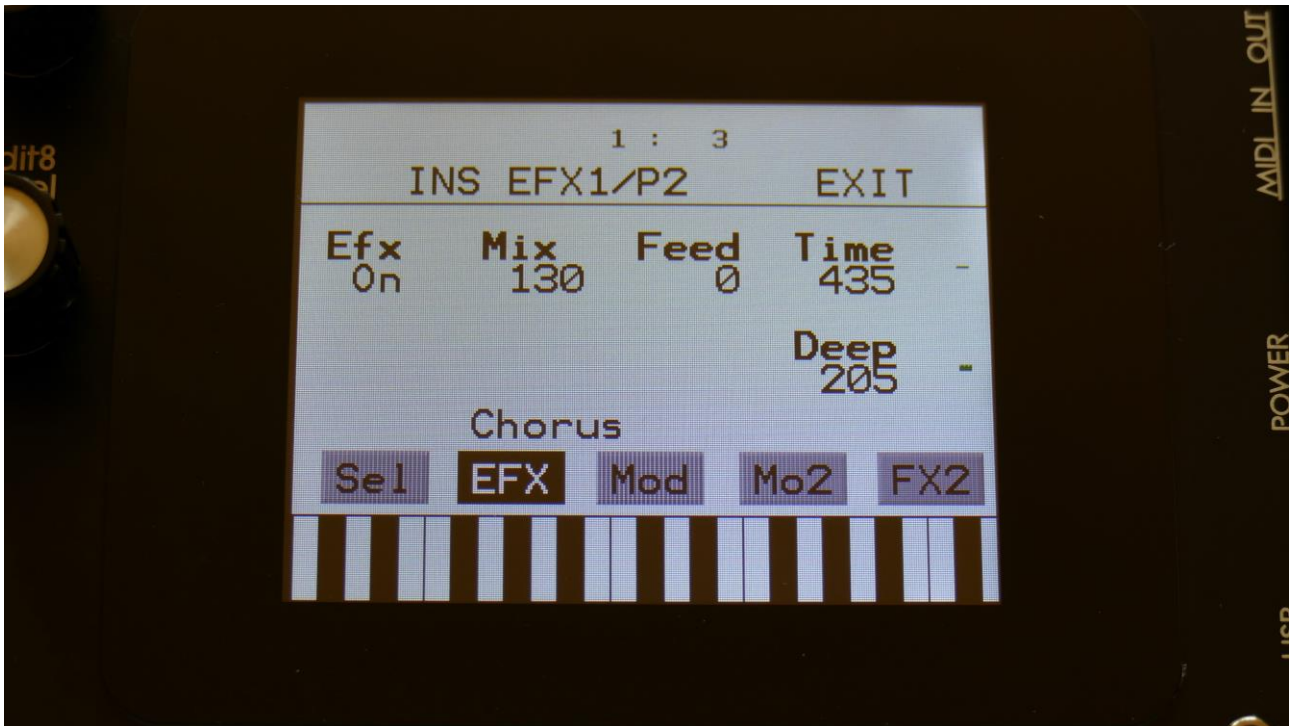 1 : 3
INS EFX1/P2 EXIT
Efx Mix Feed Time
On 130 0 435
Deep
205
Chorus
Sel EFX Mod Mo2 FX2
MIDI IN OUT
POWER
USB